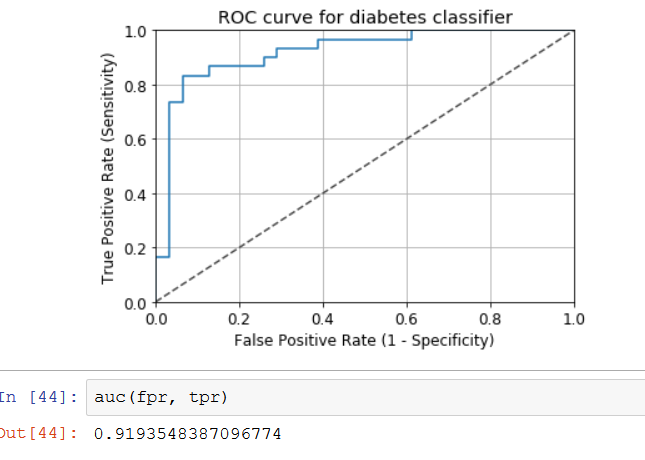 ROC curve for diabetes classifier
1.0
0.8
0.6
0.4
0.2
0.0
True Positive Rate (Sensitivity)
0.0 0.2 0.4 0.6 0.8 1.0
False Positive Rate (1 - Specificity)
In [44]: auc(fpr, tpr)
Out[44]: 0.9193548387096774